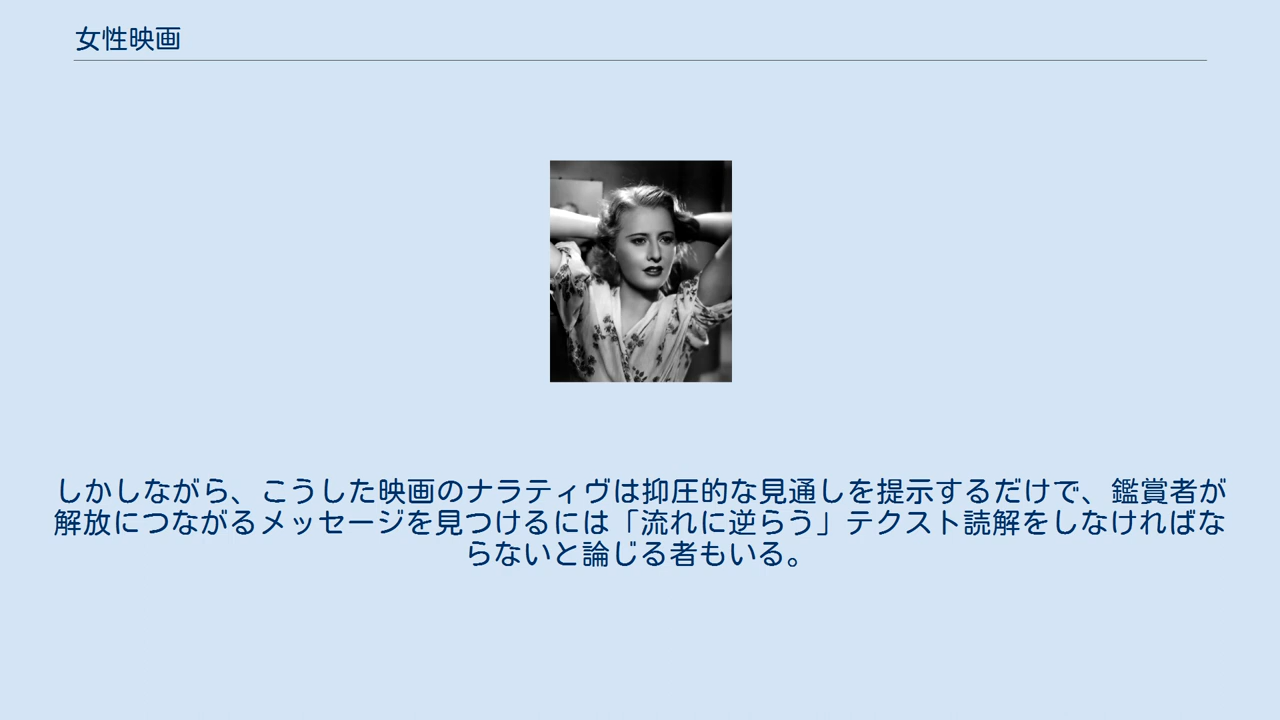 女性映画
しかしながら、こうした映画のナラティヴは抑圧的な見通しを提示するだけで、鑑賞者が
解放につながるメッセージを見つけるには「流れに逆らう」テクスト読解をしなければな
らないと論じる者もいる。